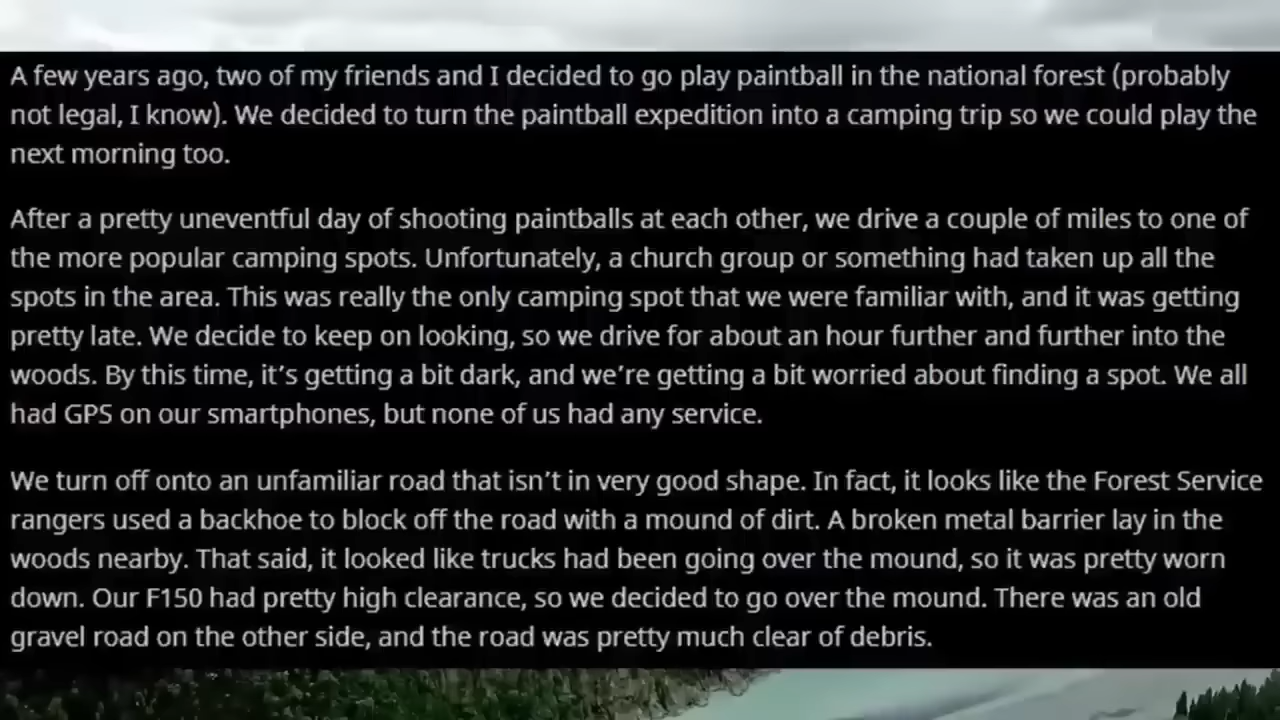 A few years ago, two of my friends and I decided to go play paintball in the national forest (probably
not legal, I know). We decided to turn the paintball expedition into a camping trip so we could play the
next morning too.
After a pretty uneventful day of shooting paintballs at each other, we drive a couple of miles to one of
the more popular camping spots. Unfortunately, a church group or something had taken up all the
spots in the area. This was really the only camping spot that we were familiar with, and it was getting
pretty late. We decide to keep on looking, so we drive for about an hour further and further into the
woods. By this time, it’s getting a bit dark, and we’re getting a bit worried about finding a spot. We all
had GPS on our smartphones, but none of us had any service.
We turn off onto an unfamiliar road that isn’t in very good shape. In fact, it looks like the Forest Service
rangers used a backhoe to block off the road with a mound of dirt. A broken metal barrier lay in the
woods nearby. That said, it looked like trucks had been going over the mound, so it was pretty worn
down. Our F150 had pretty high clearance, so we decided to go over the mound. There was an old
gravel road on the other side, and the road was pretty much clear of debris.